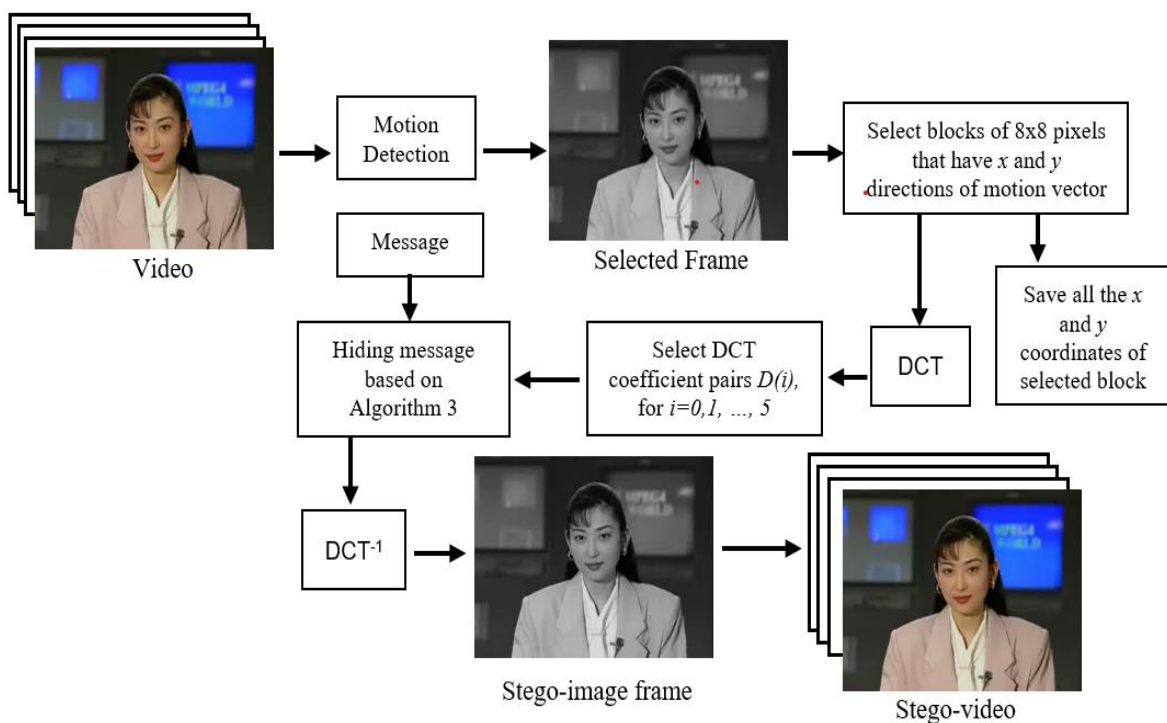 MPEG4
WORLD
Motion
Detection
Select blocks of 8x8 pixels
that have x and y
directions of motion vector
Video
Message
Selected Frame
Save all the x
and y
coordinates of
selected block
Hiding message
based on
Algorithm 3
Select DCT
coefficient pairs D(i),
for i=0,1, ..., 5
DCT
DCT⁻¹
MPEG4
WORLD
Stego-image frame
Stego-video